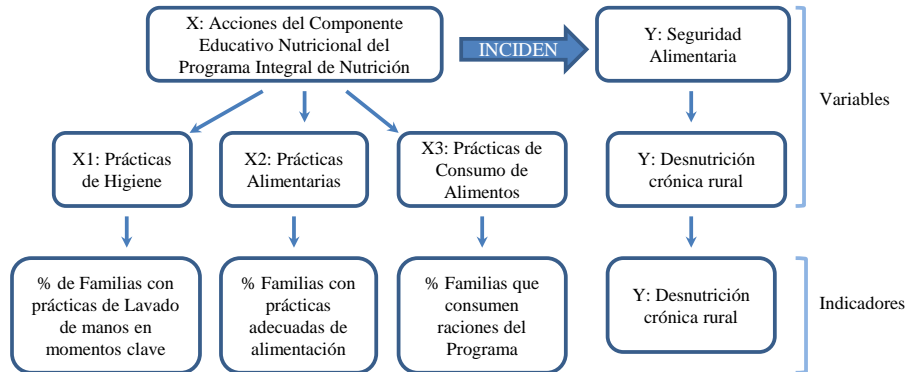 X: Acciones del Componente
Educativo Nutricional del
Programa Integral de Nutrición
INCIDEN
Y: Seguridad
Alimentaria
Variables
X1: Prácticas
de Higiene
X2: Prácticas
Alimentarias
X3: Prácticas de
Consumo de
Alimentos
Y: Desnutrición
crónica rural
% de Familias con
prácticas de Lavado
de manos en
momentos clave
% Familias con
prácticas
adecuadas de
alimentación
% Familias que
consumen
raciones del
Programa
Y: Desnutrición
crónica rural
Indicadores